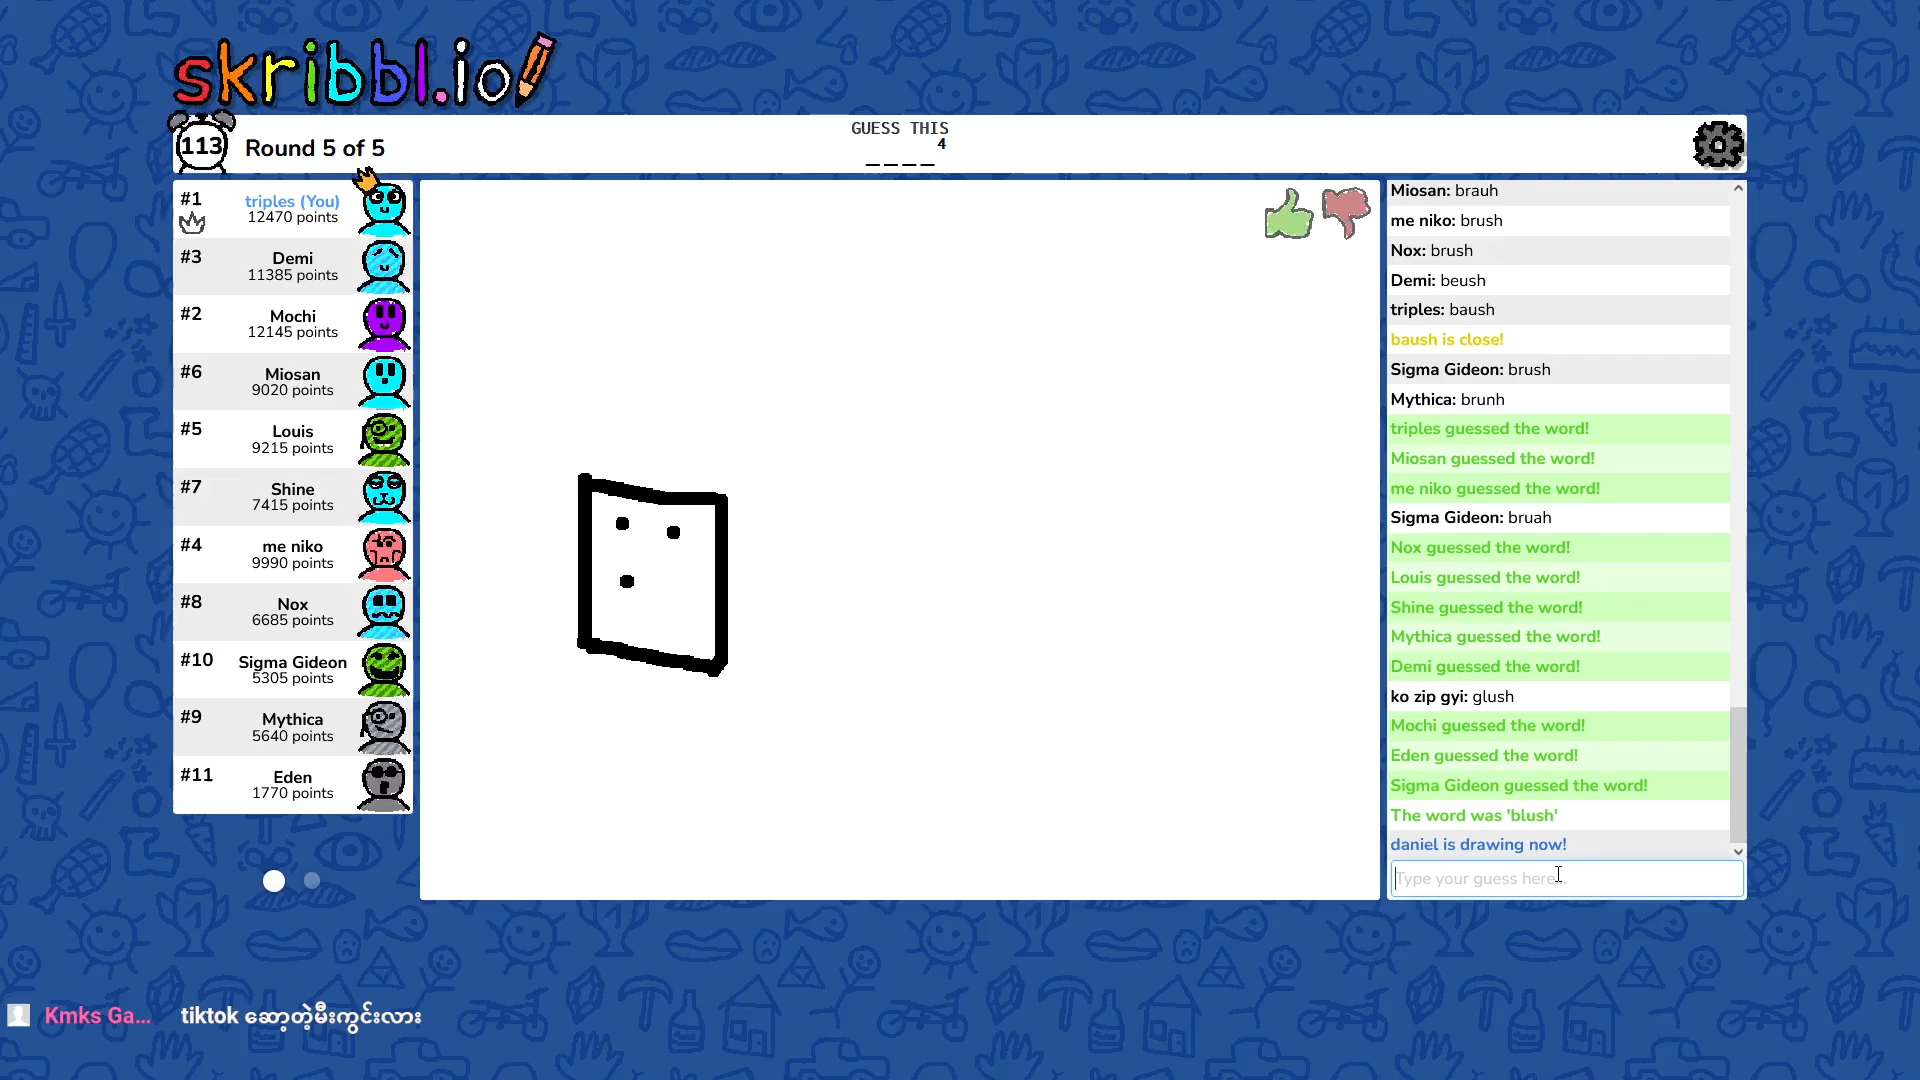 skribbl.io
113
Round 5 of 5
GUESS THIS
____ 4
#1
triples (You)
12470 points
#3
Demi
11385 points
#2
Mochi
12145 points
#6
Miosan
9020 points
#5
Louis
9215 points
#7
Shine
7415 points
#4
me niko
9990 points
#8
Nox
6685 points
#10
Sigma Gideon
5305 points
#9
Mythica
5640 points
#11
Eden
1770 points
Miosan: brauh
me niko: brush
Nox: brush
Demi: beush
triples: baush
baush is close!
Sigma Gideon: brush
Mythica: brunh
triples guessed the word!
Miosan guessed the word!
me niko guessed the word!
Sigma Gideon: bruah
Nox guessed the word!
Louis guessed the word!
Shine guessed the word!
Mythica guessed the word!
Demi guessed the word!
ko zip gyi: glush
Mochi guessed the word!
Eden guessed the word!
Sigma Gideon guessed the word!
The word was 'blush'
daniel is drawing now!
Type your guess here...
Kmks Ga... tiktok ဆော့တဲ့မီးကွင်းလား